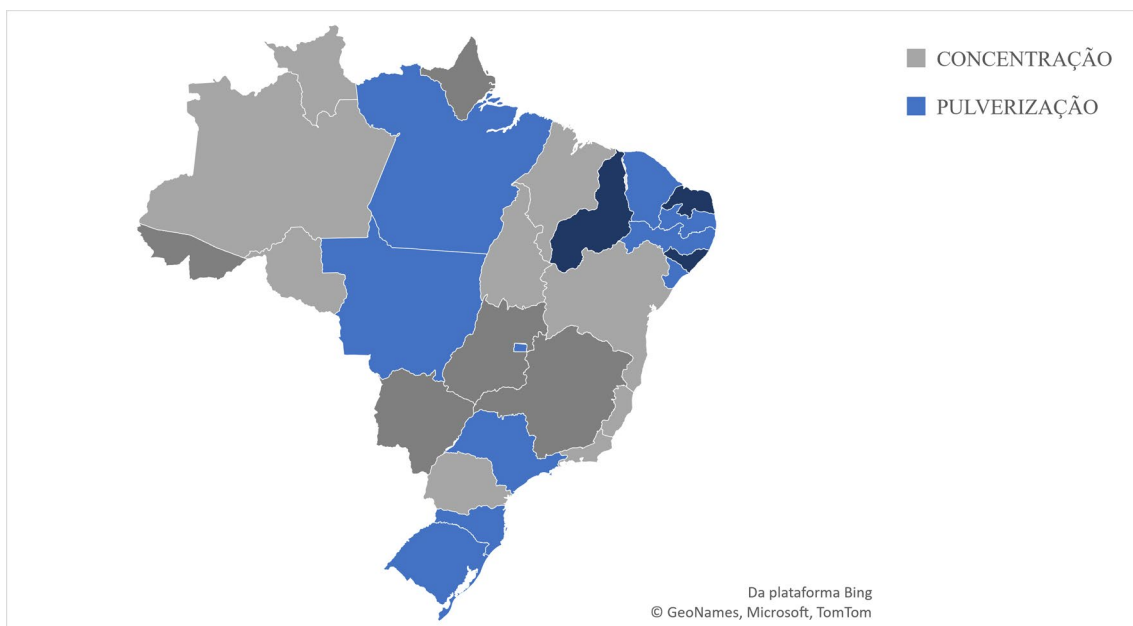 CONCENTRAÇÃO
PULVERIZAÇÃO
Da plataforma Bing
© GeoNames, Microsoft, TomTom